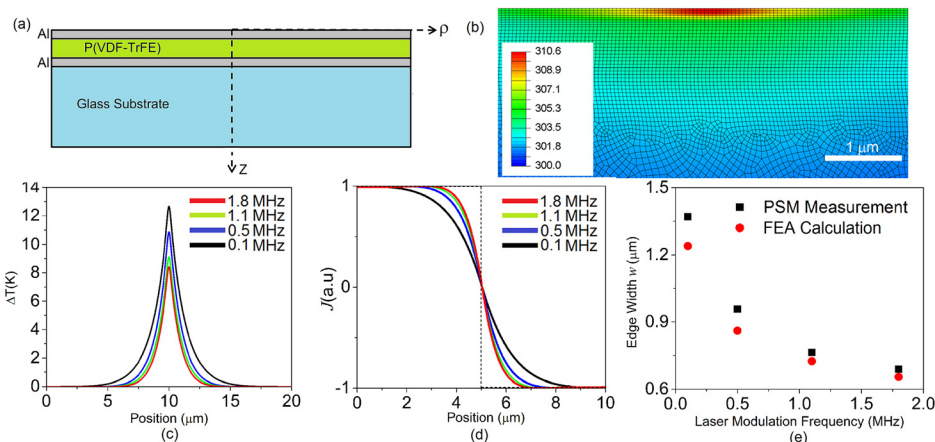 (a)
Al
P(VDF-TrFE)
Al
Glass Substrate
ρ
z
(b)
310.6
308.9
307.1
305.3
303.6
301.8
300.0
1 μm
14
12
10
8
6
4
2
0
ΔT(K)
1.8 MHz
1.1 MHz
0.5 MHz
0.1 MHz
0 5 10 15 20
Position (μm)
(c)
1
0
-1
J(a.u)
1.8 MHz
1.1 MHz
0.5 MHz
0.1 MHz
0 2 4 6 8 10
Position (μm)
(d)
1.5
1.2
0.9
0.6
Edge Width w (μm)
PSM Measurement
FEA Calculation
0.0 0.5 1.0 1.5 2.0
Laser Modulation Frequency (MHz)
(e)